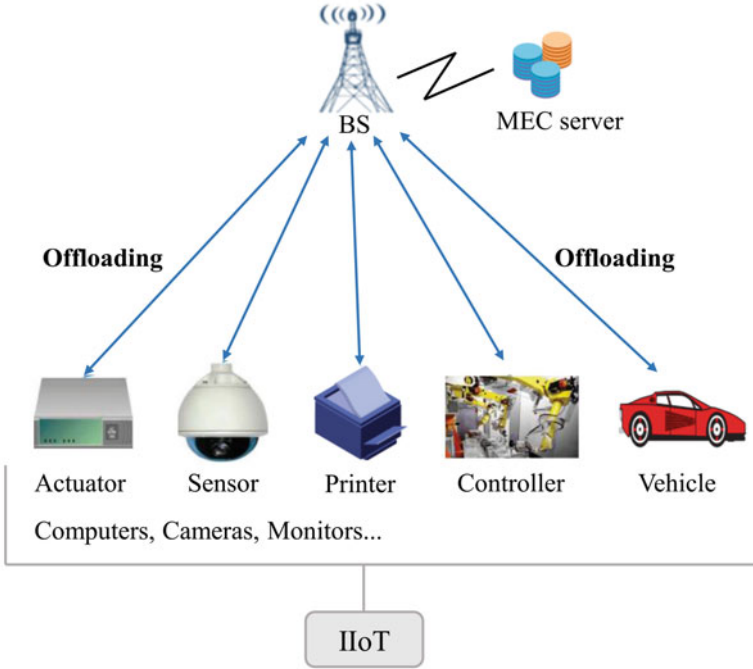 BS
MEC server
Offloading
Offloading
Actuator
Sensor
Printer
Controller
Vehicle
Computers, Cameras, Monitors...
IIoT